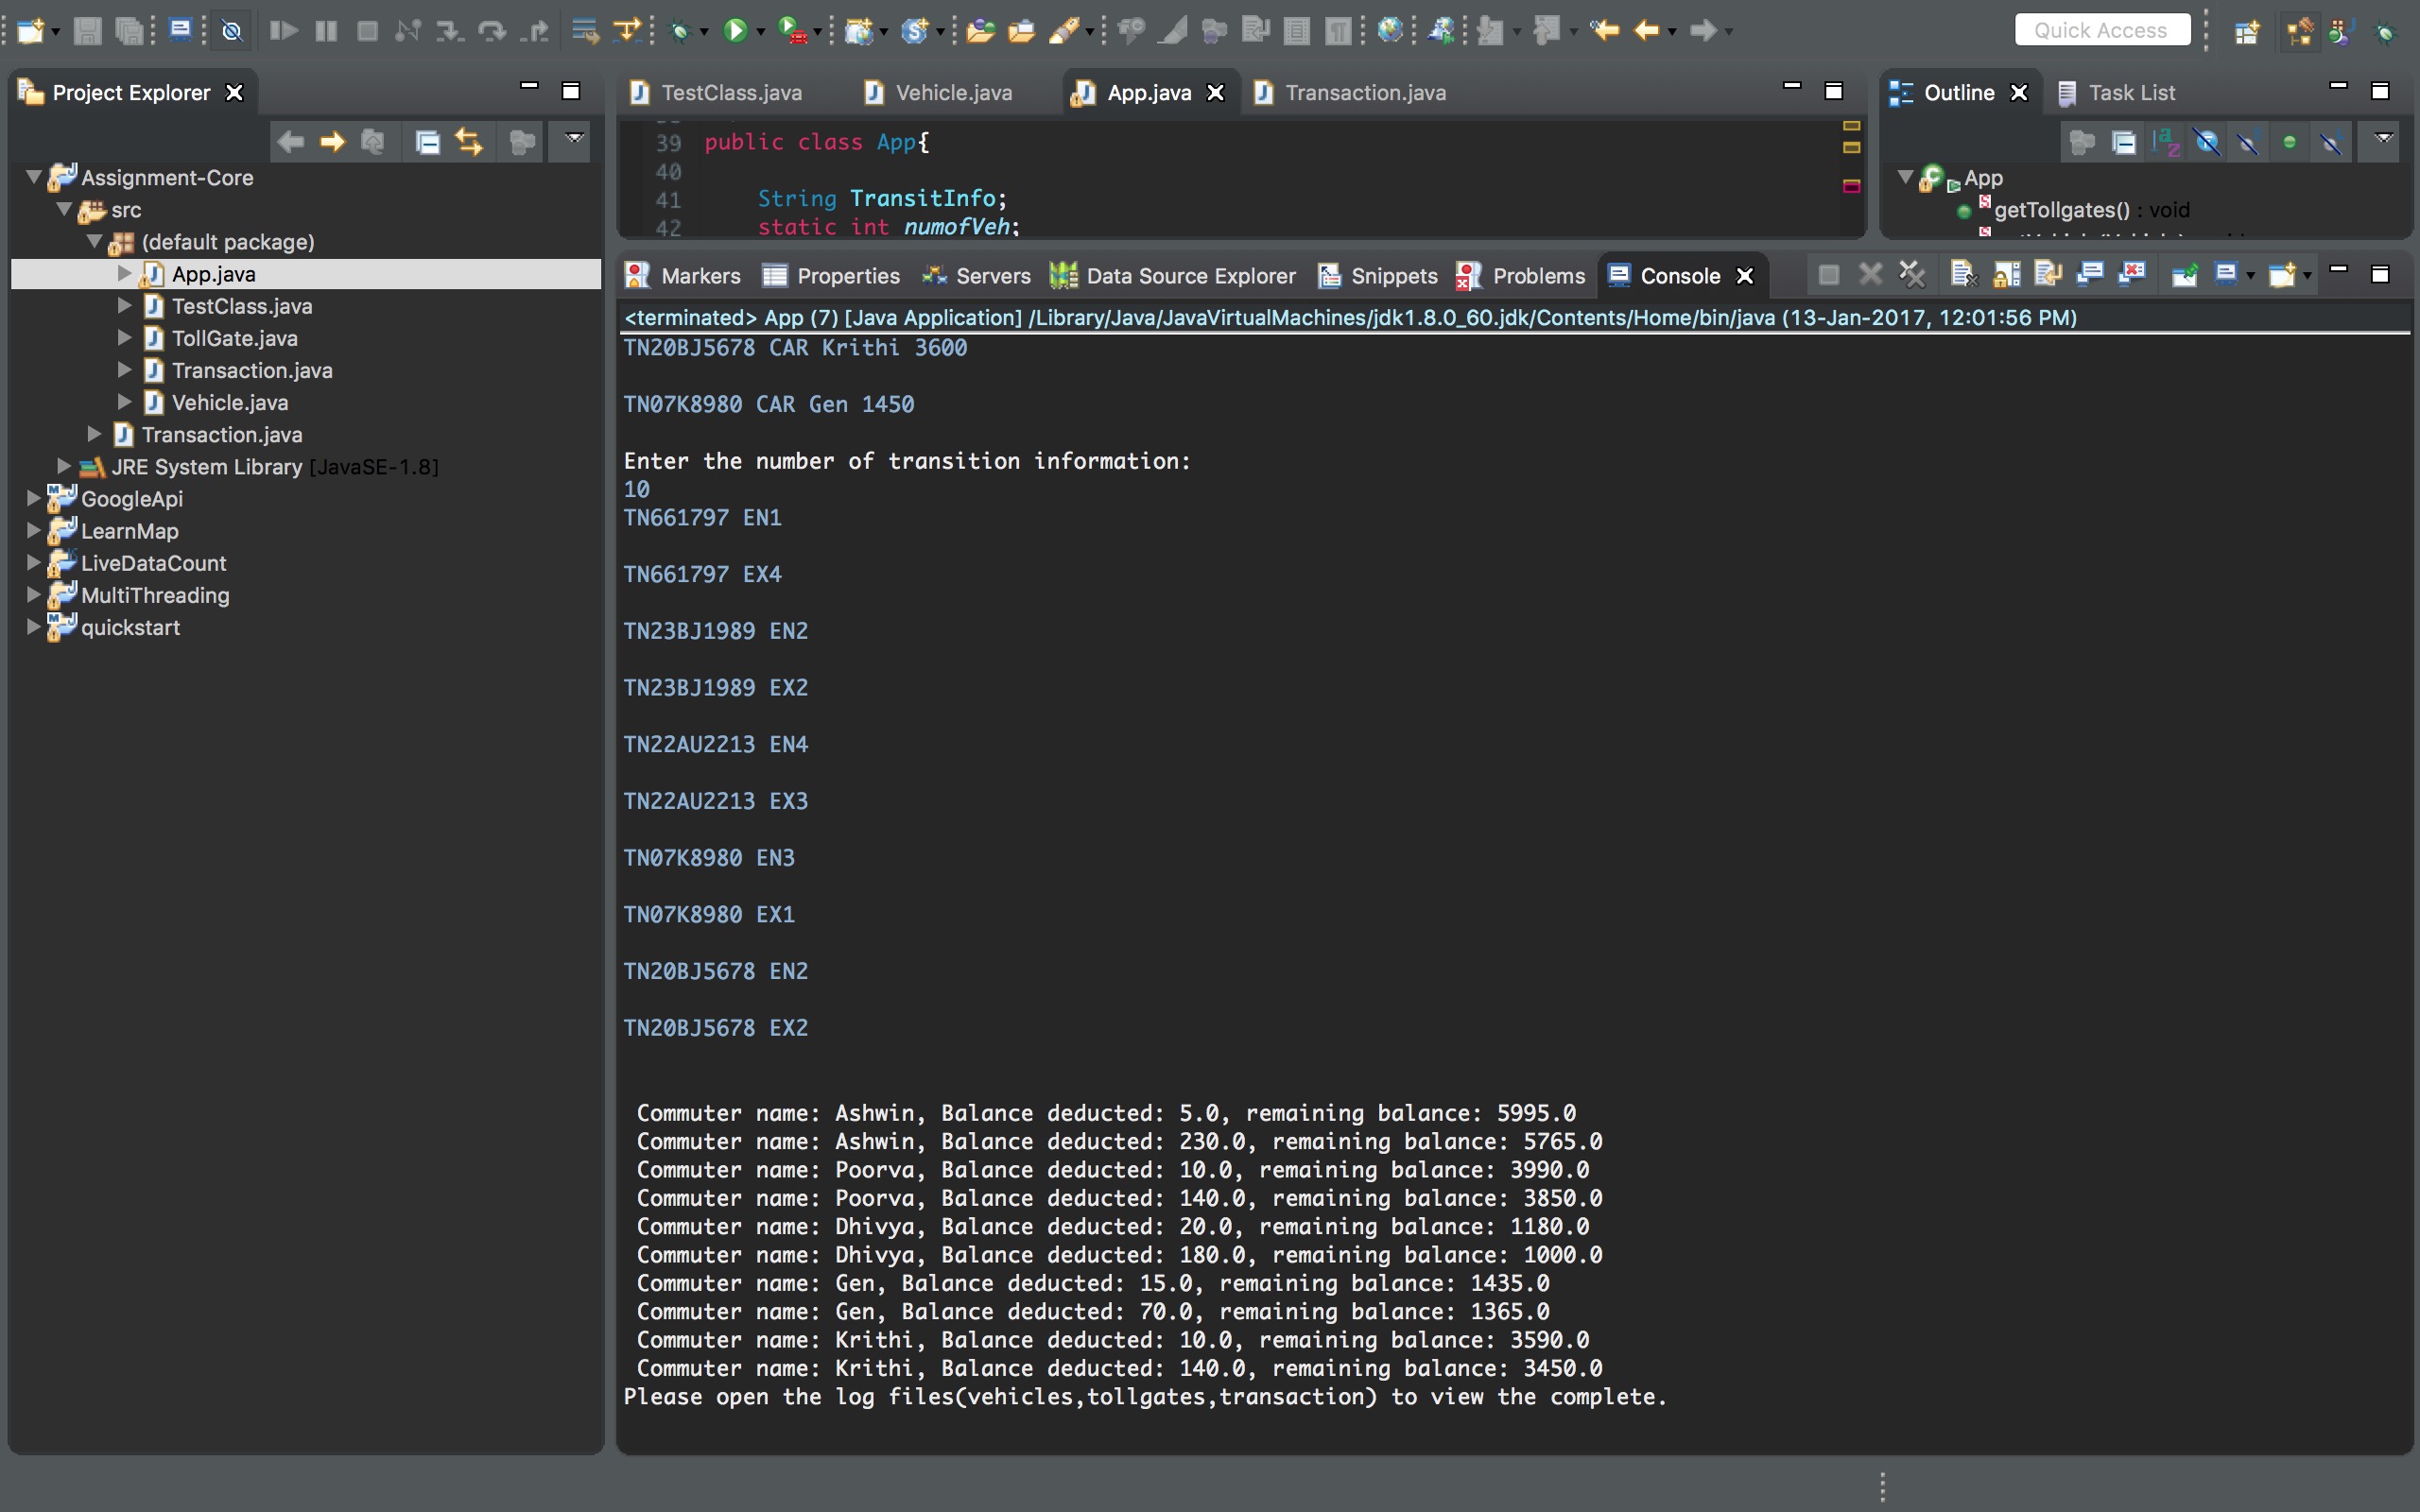 Quick Access
Project Explorer
Assignment-Core
src
(default package)
App.java
TestClass.java
TollGate.java
Transaction.java
Vehicle.java
Transaction.java
JRE System Library [JavaSE-1.8]
GoogleApi
LearnMap
LiveDataCount
MultiThreading
quickstart
TestClass.java Vehicle.java App.java Transaction.java
39 public class App{
40
41 String TransitInfo;
42 static int numofVeh;
Outline Task List
App
getTollgates() : void
Markers Properties Servers Data Source Explorer Snippets Problems Console
<terminated> App (7) [Java Application] /Library/Java/JavaVirtualMachines/jdk1.8.0_60.jdk/Contents/Home/bin/java (13-Jan-2017, 12:01:56 PM)
TN20BJ5678 CAR Krithi 3600
TN07K8980 CAR Gen 1450
Enter the number of transition information:
10
TN661797 EN1
TN661797 EX4
TN23BJ1989 EN2
TN23BJ1989 EX2
TN22AU2213 EN4
TN22AU2213 EX3
TN07K8980 EN3
TN07K8980 EX1
TN20BJ5678 EN2
TN20BJ5678 EX2
Commuter name: Ashwin, Balance deducted: 5.0, remaining balance: 5995.0
Commuter name: Ashwin, Balance deducted: 230.0, remaining balance: 5765.0
Commuter name: Poorva, Balance deducted: 10.0, remaining balance: 3990.0
Commuter name: Poorva, Balance deducted: 140.0, remaining balance: 3850.0
Commuter name: Dhivya, Balance deducted: 20.0, remaining balance: 1180.0
Commuter name: Dhivya, Balance deducted: 180.0, remaining balance: 1000.0
Commuter name: Gen, Balance deducted: 15.0, remaining balance: 1435.0
Commuter name: Gen, Balance deducted: 70.0, remaining balance: 1365.0
Commuter name: Krithi, Balance deducted: 10.0, remaining balance: 3590.0
Commuter name: Krithi, Balance deducted: 140.0, remaining balance: 3450.0
Please open the log files(vehicles,tollgates,transaction) to view the complete.